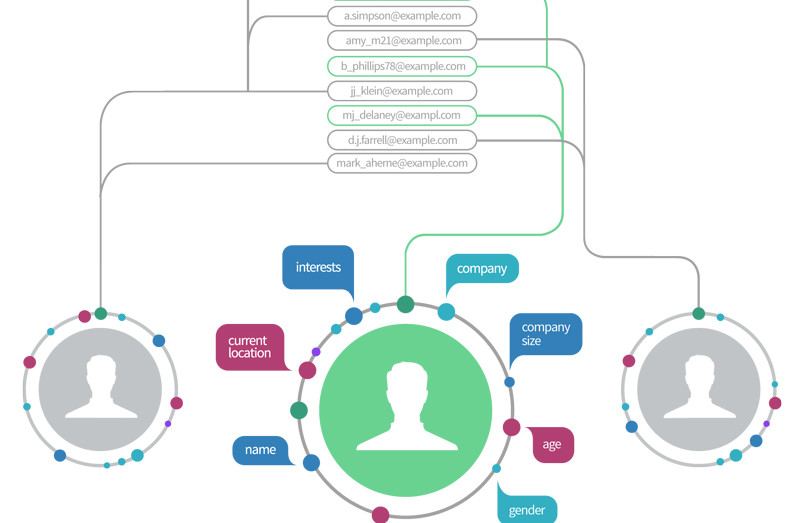 a.simpson@example.com
amy_m21@example.com
b_phillips78@example.com
jj_klein@example.com
mj_delaney@exampl.com
d.j.farrell@example.com
mark_aherne@example.com
interests
company
company
size
current
location
age
name
gender